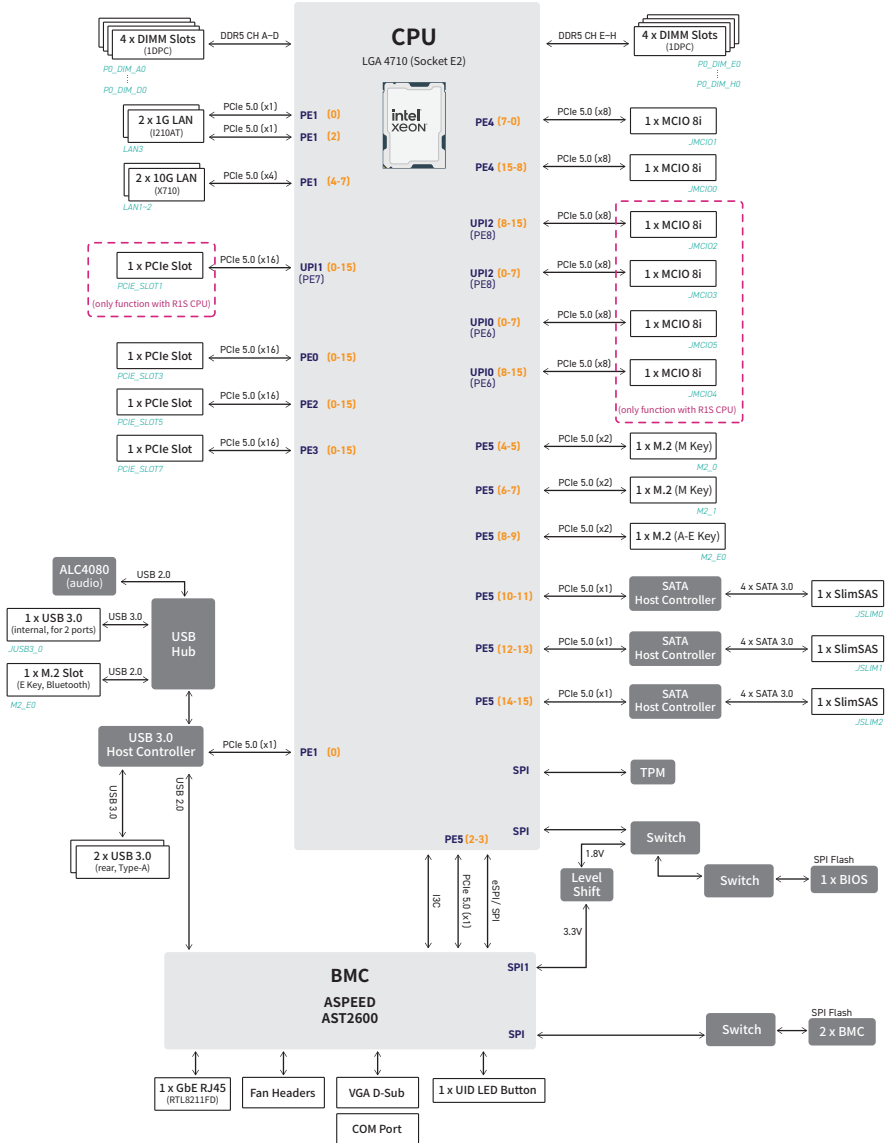 CPU
LGA 4710 (Socket E2)
intel
XEON
4 x DIMM Slots
(1DPC)
P0_DIM_A0
P0_DIM_D0
DDR5 CH A-D
DDR5 CH E-H
4 x DIMM Slots
(1DPC)
P0_DIM_E0
P0_DIM_H0
2 x 1G LAN
(I210AT)
LAN3
PCIe 5.0 (x1)
PE1 (0)
PCIe 5.0 (x1)
PE1 (2)
2 x 10G LAN
(X710)
LAN1~2
PCIe 5.0 (x4)
PE1 (4-7)
1 x PCIe Slot
PCIE_SLOT1
(only function with R1S CPU)
PCIe 5.0 (x16)
UPI1 (0-15)
(PE7)
1 x PCIe Slot
PCIE_SLOT3
PCIe 5.0 (x16)
PE0 (0-15)
1 x PCIe Slot
PCIE_SLOT5
PCIe 5.0 (x16)
PE2 (0-15)
1 x PCIe Slot
PCIE_SLOT7
PCIe 5.0 (x16)
PE3 (0-15)
PE4 (7-0)
PCIe 5.0 (x8)
1 x MCIO 8i
JMCIO1
PE4 (15-8)
PCIe 5.0 (x8)
1 x MCIO 8i
JMCIO0
UPI2 (8-15)
(PE8)
PCIe 5.0 (x8)
1 x MCIO 8i
JMCIO2
UPI2 (0-7)
(PE8)
PCIe 5.0 (x8)
1 x MCIO 8i
JMCIO3
UPI0 (0-7)
(PE6)
PCIe 5.0 (x8)
1 x MCIO 8i
JMCIO5
UPI0 (8-15)
(PE6)
PCIe 5.0 (x8)
1 x MCIO 8i
JMCIO4
(only function with R1S CPU)
PE5 (4-5)
PCIe 5.0 (x2)
1 x M.2 (M Key)
M2_0
PE5 (6-7)
PCIe 5.0 (x2)
1 x M.2 (M Key)
M2_1
PE5 (8-9)
PCIe 5.0 (x2)
1 x M.2 (A-E Key)
M2_E0
PE5 (10-11)
PCIe 5.0 (x1)
SATA
Host Controller
4 x SATA 3.0
1 x SlimSAS
JSLIM0
PE5 (12-13)
PCIe 5.0 (x1)
SATA
Host Controller
4 x SATA 3.0
1 x SlimSAS
JSLIM1
PE5 (14-15)
PCIe 5.0 (x1)
SATA
Host Controller
4 x SATA 3.0
1 x SlimSAS
JSLIM2
ALC4080
(audio)
USB 2.0
1 x USB 3.0
(internal, for 2 ports)
JUSB3_0
USB 3.0
USB
Hub
1 x M.2 Slot
(E Key, Bluetooth)
M2_E0
USB 2.0
USB 3.0
Host Controller
PCIe 5.0 (x1)
PE1 (0)
USB 3.0
USB 2.0
2 x USB 3.0
(rear, Type-A)
SPI
TPM
SPI
Switch
1.8V
Level
Shift
3.3V
Switch
SPI Flash
1 x BIOS
PE5 (2-3)
I3C
PCIe 5.0 (x1)
eSPI/ SPI
BMC
ASPEED
AST2600
SPI1
SPI
Switch
SPI Flash
2 x BMC
1 x GbE RJ45
(RTL8211FD)
Fan Headers
VGA D-Sub
COM Port
1 x UID LED Button